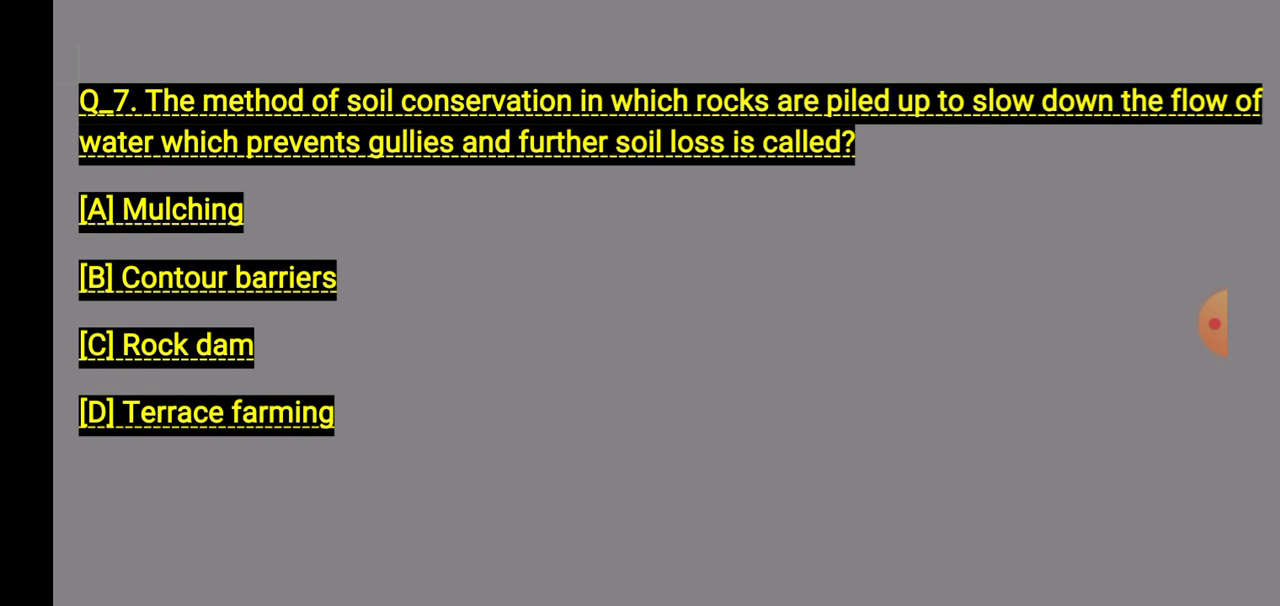 Q_7. The method of soil conservation in which rocks are piled up to slow down the flow of
water which prevents gullies and further soil loss is called?
[A] Mulching
[B] Contour barriers
[C] Rock dam
[D] Terrace farming